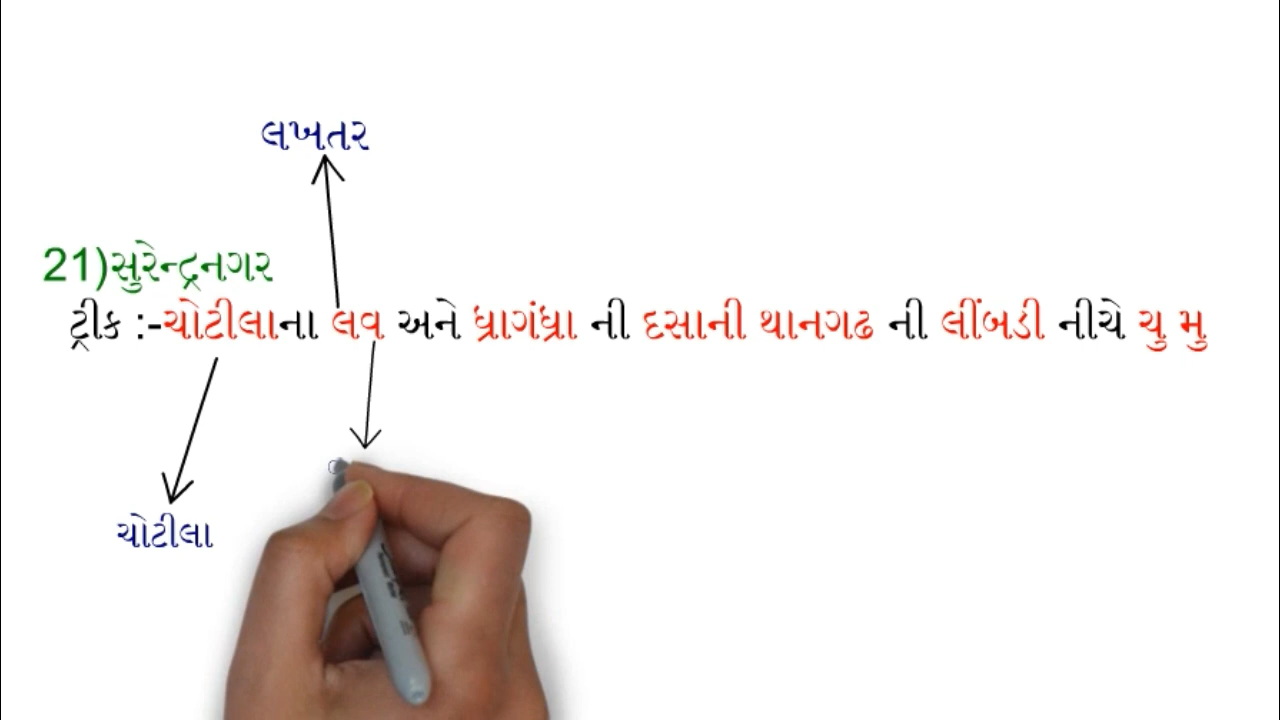 લખતર
21)સુરેન્દ્રનગર
ટ્રીક :-ચોટીલાના લવ અને ધ્રાગંધ્રા ની દસાની થાનગઢ ની લીંબડી નીચે ચુ મુ
ચોટીલા